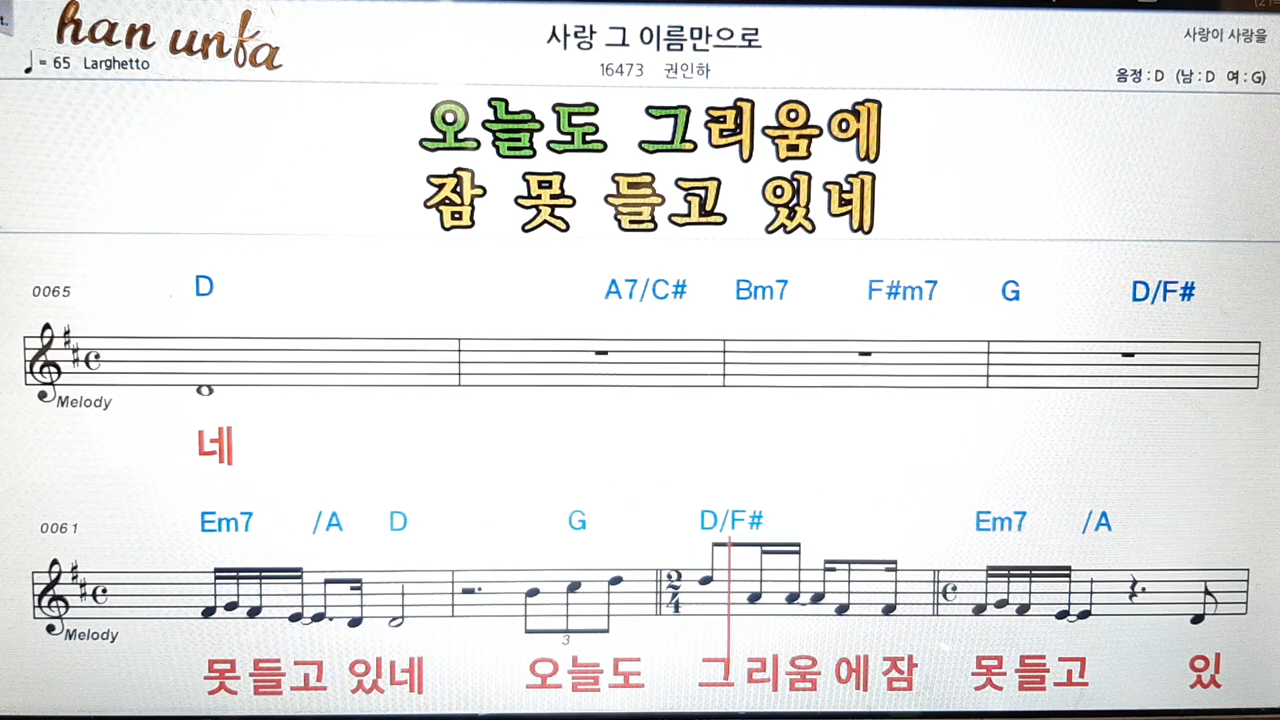 han unfa
♩= 65 Larghetto
사랑 그 이름만으로
16473 권인하
사랑이 사랑을
음정 : D (남 : D 여 : G)
오늘도 그리움에
잠 못 들고 있네
D A7/C# Bm7 F#m7 G D/F#
0065
Melody
네
Em7 /A D G D/F# Em7 /A
0061
2
4
Melody
3
못들고 있네 오늘도 그리움에잠 못들고 있